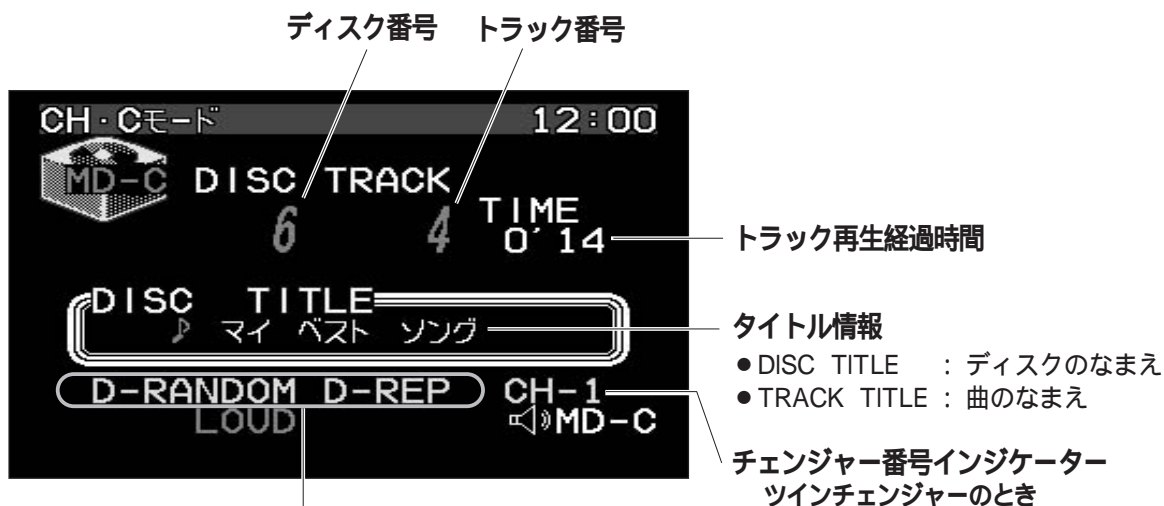 ディスク番号 トラック番号
CH・Cモード 12:00
MD-C DISC TRACK
6 4 TIME
0'14
トラック再生経過時間
DISC TITLE
♪ マイ ベスト ソング
タイトル情報
●DISC TITLE : ディスクのなまえ
●TRACK TITLE : 曲のなまえ
D-RANDOM D-REP CH-1
LOUD MD-C
チェンジャー番号インジケーター
ツインチェンジャーのとき